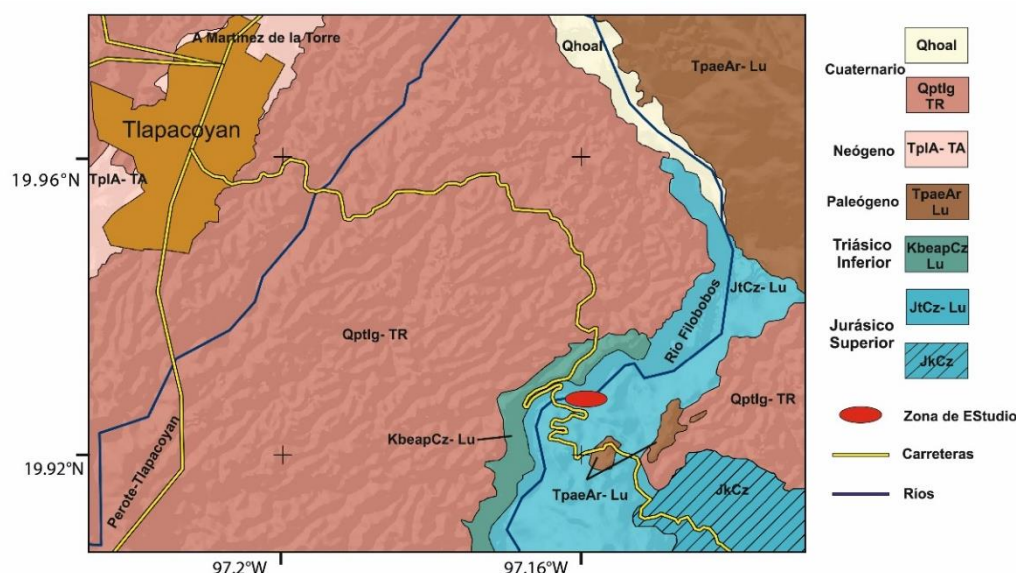 A Martinez de la Torre
Qhoal
TpaeAr- Lu
Tlapacoyan
19.96°N
TplA- TA
JtCz- Lu
Río Filobobos
QptIg- TR
QptIg- TR
KbeapCz- Lu
19.92°N
Perote-Tlapacoyan
TpaeAr- Lu
JkCz
97.2°W
97.16°W
Cuaternario
Qhoal
QptIg
TR
Neógeno
TplA- TA
Paleógeno
TpaeAr
Lu
Triásico
Inferior
KbeapCz
Lu
Jurásico
Superior
JtCz- Lu
JkCz
Zona de EStudio
Carreteras
Rios